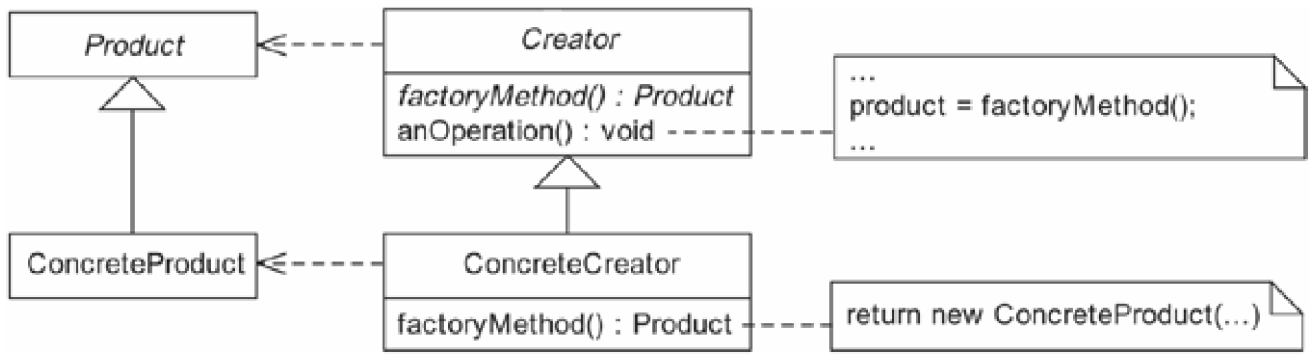 Product
Creator
factoryMethod() : Product
anOperation() : void
...
product = factoryMethod();
...
ConcreteProduct
ConcreteCreator
factoryMethod() : Product
return new ConcreteProduct(...)